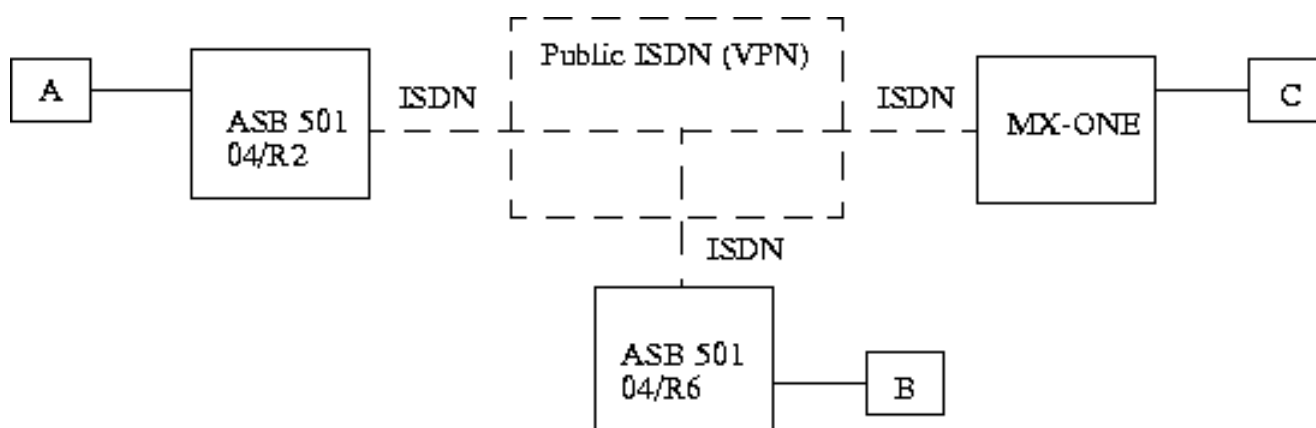 Public ISDN (VPN)
A
ISDN
ISDN
C
ASB 501
04/R2
MX-ONE
ISDN
ASB 501
04/R6
B